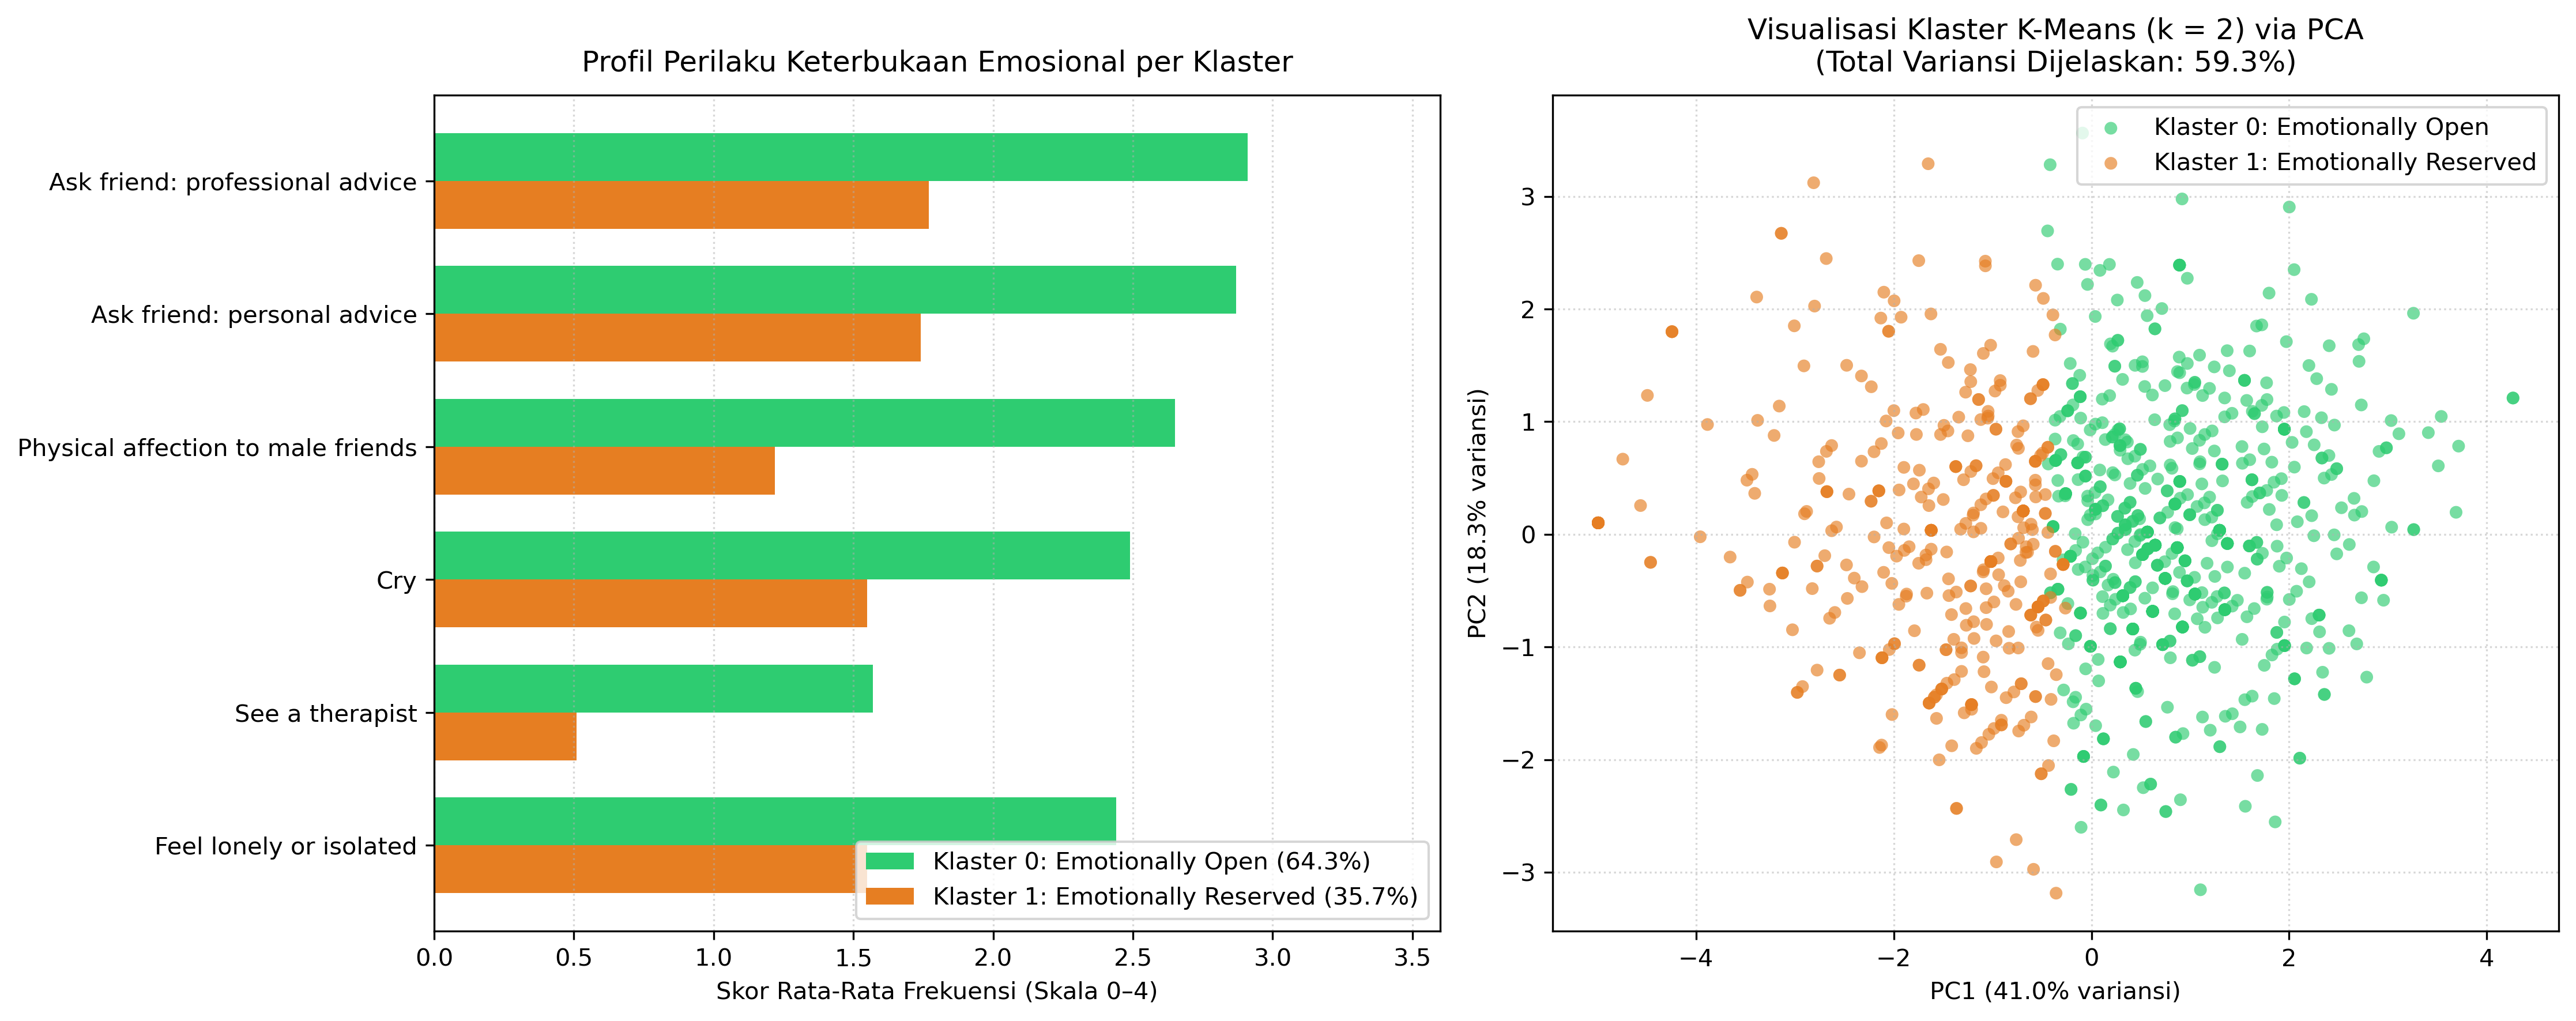 Profil Perilaku Keterbukaan Emosional per Klaster
Ask friend: professional advice
Ask friend: personal advice
Physical affection to male friends
Cry
See a therapist
Feel lonely or isolated
Klaster 0: Emotionally Open (64.3%)
Klaster 1: Emotionally Reserved (35.7%)
0.0 0.5 1.0 1.5 2.0 2.5 3.0 3.5
Skor Rata-Rata Frekuensi (Skala 0–4)
Visualisasi Klaster K-Means (k = 2) via PCA
(Total Variansi Dijelaskan: 59.3%)
Klaster 0: Emotionally Open
Klaster 1: Emotionally Reserved
PC2 (18.3% variansi)
3
2
1
0
−1
−2
−3
−4 −2 0 2 4
PC1 (41.0% variansi)